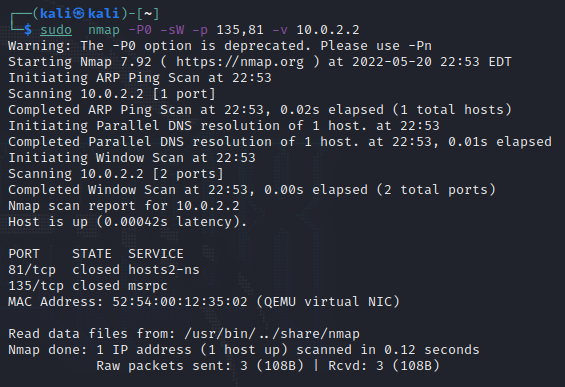 ┌──(kali㉿kali)-[~]
└─$ sudo  nmap -P0 -sW -p 135,81 -v 10.0.2.2
Warning: The -P0 option is deprecated. Please use -Pn
Starting Nmap 7.92 ( https://nmap.org ) at 2022-05-20 22:53 EDT
Initiating ARP Ping Scan at 22:53
Scanning 10.0.2.2 [1 port]
Completed ARP Ping Scan at 22:53, 0.02s elapsed (1 total hosts)
Initiating Parallel DNS resolution of 1 host. at 22:53
Completed Parallel DNS resolution of 1 host. at 22:53, 0.01s elapsed
Initiating Window Scan at 22:53
Scanning 10.0.2.2 [2 ports]
Completed Window Scan at 22:53, 0.00s elapsed (2 total ports)
Nmap scan report for 10.0.2.2
Host is up (0.00042s latency).
PORT    STATE  SERVICE
81/tcp  closed hosts2-ns
135/tcp closed msrpc
MAC Address: 52:54:00:12:35:02 (QEMU virtual NIC)
Read data files from: /usr/bin/../share/nmap
Nmap done: 1 IP address (1 host up) scanned in 0.12 seconds
Raw packets sent: 3 (108B) | Rcvd: 3 (108B)